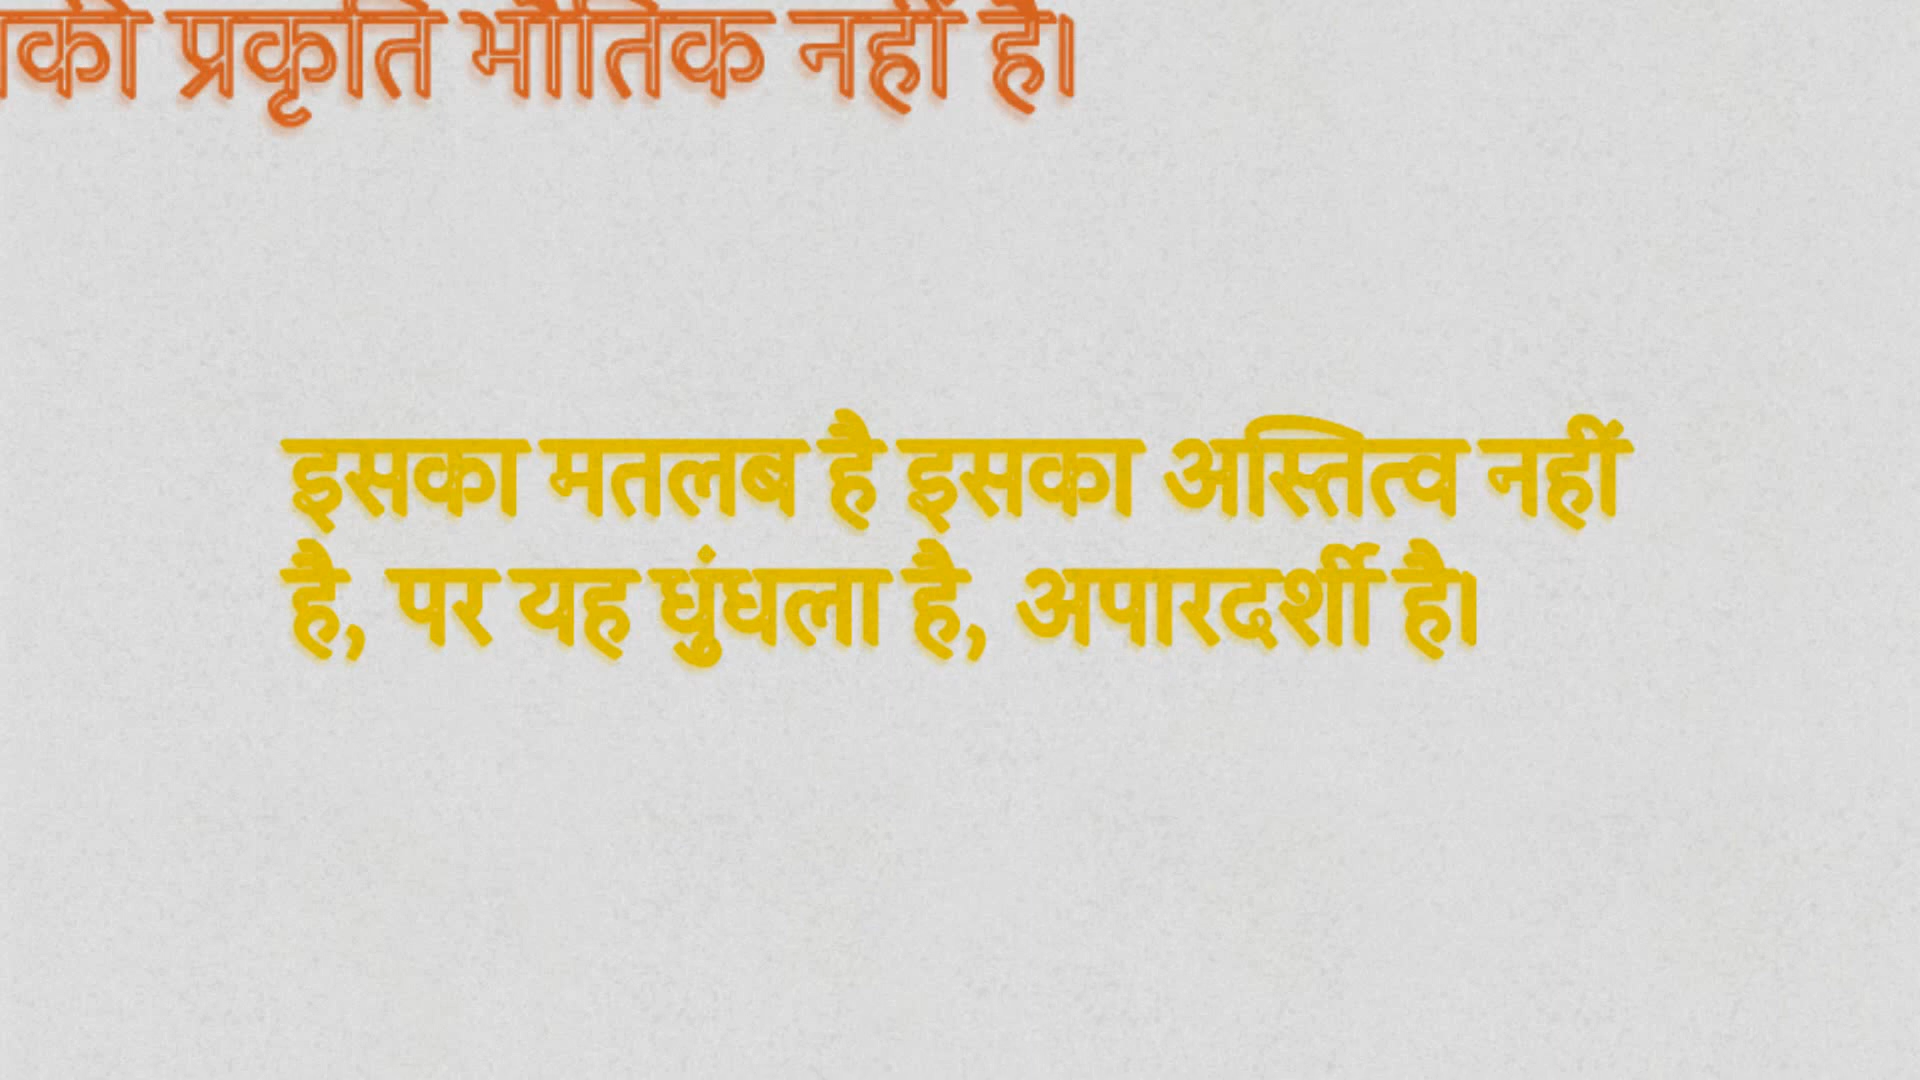 प्रकृति भौतिक नहीं है।
इसका मतलब है इसका अस्तित्व नहीं
है, पर यह धुंधला है, अपारदर्शी है।